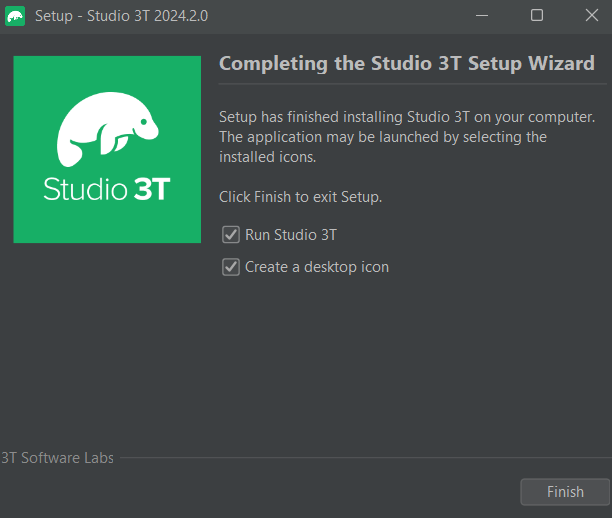 Setup - Studio 3T 2024.2.0
Studio 3T
Completing the Studio 3T Setup Wizard
Setup has finished installing Studio 3T on your computer.
The application may be launched by selecting the
installed icons.
Click Finish to exit Setup.
Run Studio 3T
Create a desktop icon
3T Software Labs
Finish